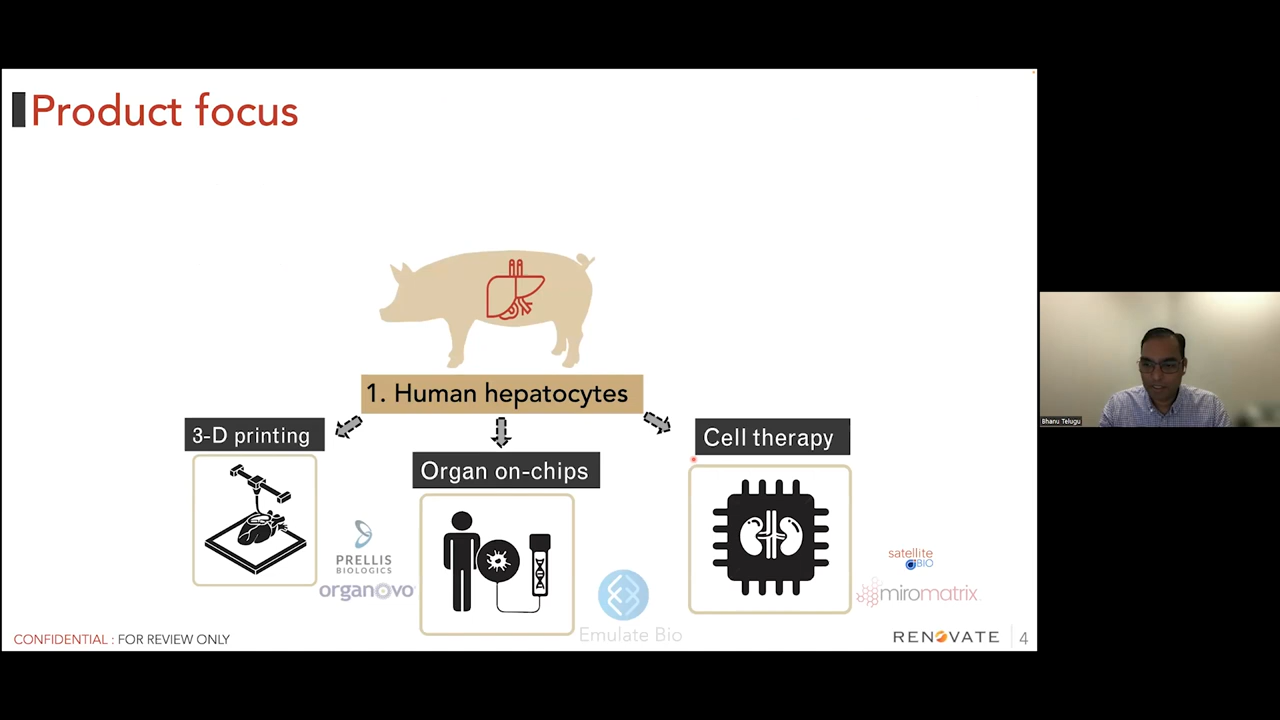 Product focus
1. Human hepatocytes
3-D printing
Organ on-chips
Cell therapy
PRELLIS
BIOLOGICS
organovo
Emulate Bio
satellite
BIO
miromatrix
CONFIDENTIAL : FOR REVIEW ONLY
RENOVATE
4
Bhanu Telugu